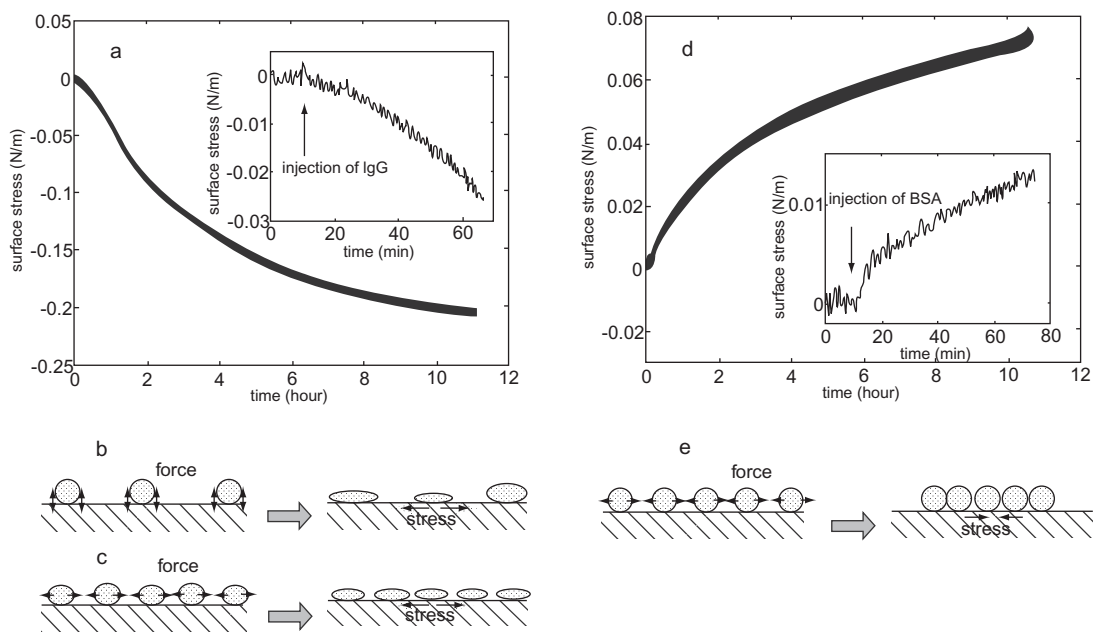 a
surface stress (N/m)
0.05
0
-0.05
-0.1
-0.15
-0.2
-0.25
0
2
4
6
8
10
12
time (hour)
surface stress (N/m)
0
-0.01
-0.02
-0.03
injection of IgG
0
20
40
60
time (min)
d
surface stress (N/m)
0.08
0.06
0.04
0.02
0
-0.02
0
2
4
6
8
10
12
time (hour)
surface stress (N/m)
0.01
0
injection of BSA
0
20
40
60
80
time (min)
b
force
stress
c
force
stress
e
force
stress